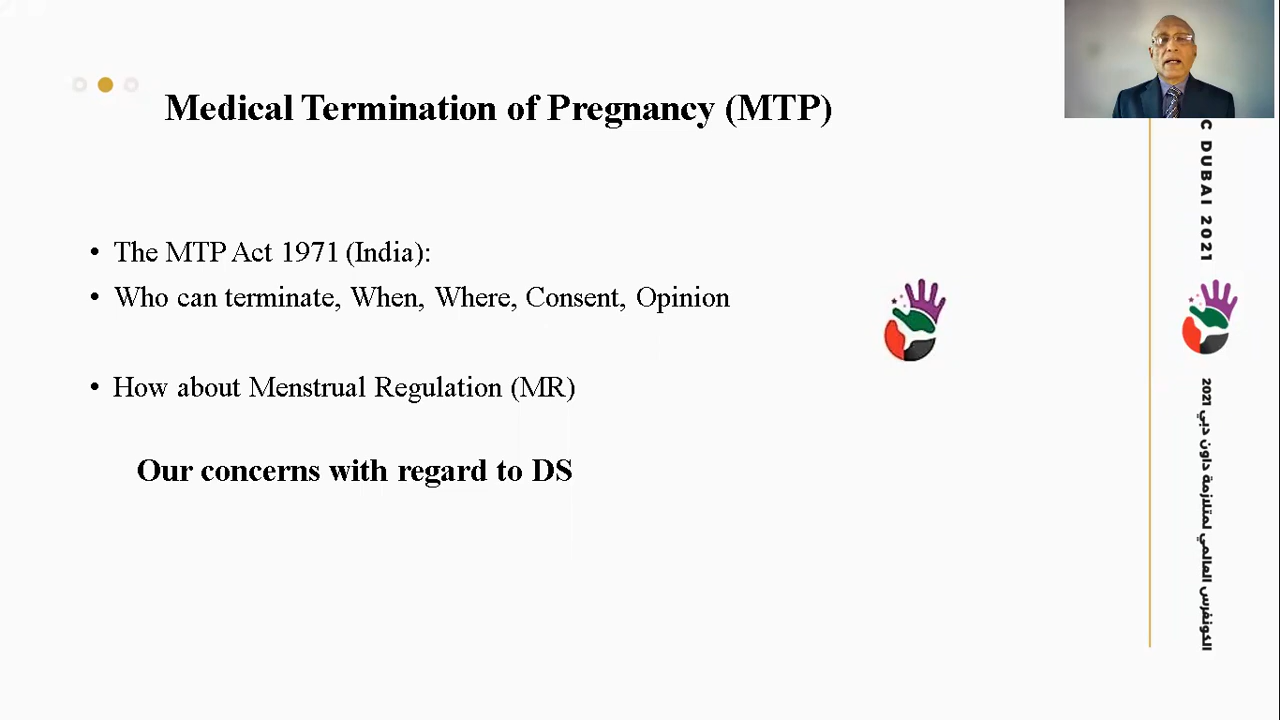 Medical Termination of Pregnancy (MTP)
• The MTP Act 1971 (India):
• Who can terminate, When, Where, Consent, Opinion
• How about Menstrual Regulation (MR)
Our concerns with regard to DS
C DUBAI 2021
الكونفرس العالمي لمتلازمة داون دبي 2021